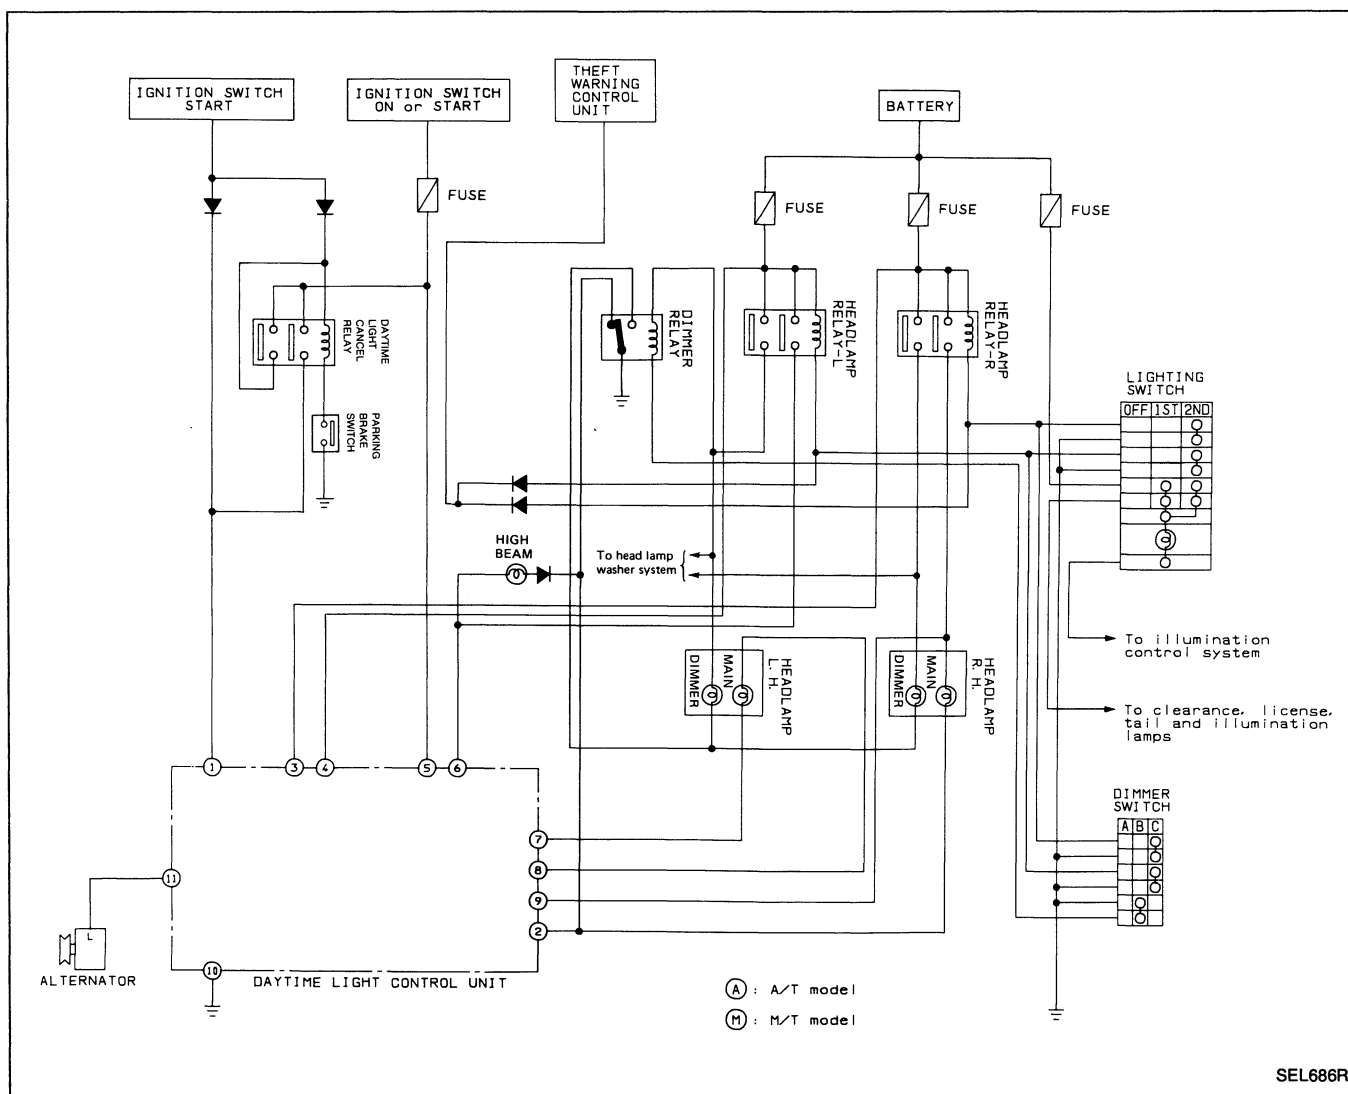 IGNITION SWITCH
START
IGNITION SWITCH
ON or START
THEFT
WARNING
CONTROL
UNIT
BATTERY
FUSE
FUSE
FUSE
FUSE
DAYTIME
LIGHT
CANCEL
RELAY
PARKING
BRAKE
SWITCH
DIMMER
RELAY
HEADLAMP
RELAY-L
HEADLAMP
RELAY-R
LIGHTING
SWITCH
OFF 1ST 2ND
HIGH
BEAM
To head lamp
washer system
To illumination
control system
To clearance, license,
tail and illumination
lamps
HEADLAMP
L. H.
MAIN
DIMMER
HEADLAMP
R. H.
MAIN
DIMMER
1 3 4 5 6
7
8
9
2
11
10
L
ALTERNATOR
DAYTIME LIGHT CONTROL UNIT
DIMMER
SWITCH
A B C
A : A/T model
M : M/T model
SEL686R